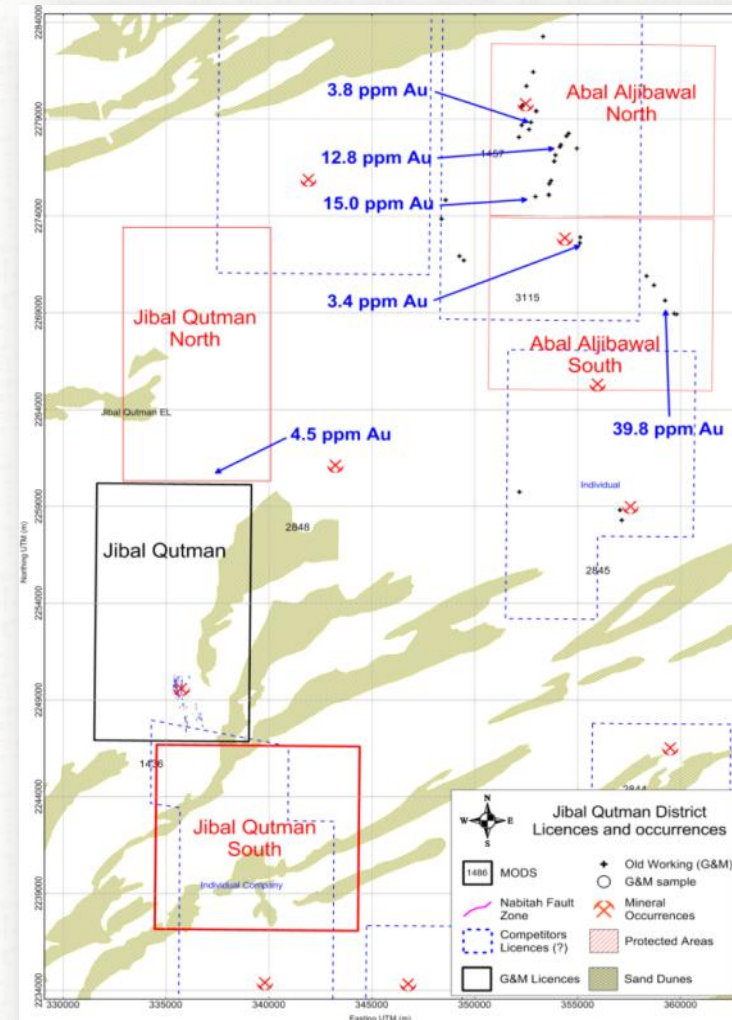 2284000
2279000
2274000
2269000
2264000
2259000
2254000
2249000
2244000
2239000
2234000
Northing UTM (m)
3.8 ppm Au
12.8 ppm Au
15.0 ppm Au
3.4 ppm Au
39.8 ppm Au
4.5 ppm Au
Abal Aljibawal
North
1457
3115
Abal Aljibawal
South
Jibal Qutman
North
Jibal Qutman EL
Jibal Qutman
2848
Individual
2845
1436
Jibal Qutman
South
Individual Company
2844
Jibal Qutman District
Licences and occurrences
N
W
E
S
1486
MODS
Old Working (G&M)
G&M sample
Nabitah Fault
Zone
Mineral
Occurrences
Competitors
Licences (?)
Protected Areas
G&M Licences
Sand Dunes
330000
335000
340000
345000
350000
355000
360000
Easting UTM (m)